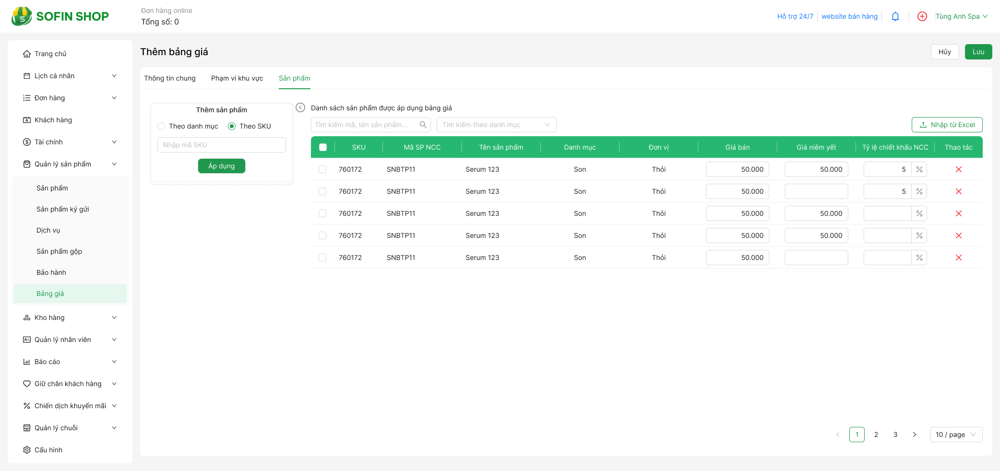 SOFIN SHOP
Đơn hàng online
Tổng số: 0
Hỗ trợ 24/7
website bán hàng
Tùng Anh Spa
Trang chủ
Lịch cá nhân
Đơn hàng
Khách hàng
Tài chính
Quản lý sản phẩm
Sản phẩm
Sản phẩm ký gửi
Dịch vụ
Sản phẩm gộp
Bảo hành
Bảng giá
Kho hàng
Quản lý nhân viên
Báo cáo
Giữ chân khách hàng
Chiến dịch khuyến mãi
Quản lý chuỗi
Cấu hình
Thêm bảng giá
Hủy
Lưu
Thông tin chung
Phạm vi khu vực
Sản phẩm
Thêm sản phẩm
Theo danh mục
Theo SKU
Nhập mã SKU
Áp dụng
Danh sách sản phẩm được áp dụng bảng giá
Tìm kiếm mã, tên sản phẩm...
Tìm kiếm theo danh mục
Nhập từ Excel
SKU Mã SP NCC Tên sản phẩm Danh mục Đơn vị Giá bán Giá niêm yết Tỷ lệ chiết khấu NCC Thao tác
760172 SNBTP11 Serum 123 Son Thỏi 50.000 50.000 5 %
760172 SNBTP11 Serum 123 Son Thỏi 50.000 5 %
760172 SNBTP11 Serum 123 Son Thỏi 50.000 50.000 %
760172 SNBTP11 Serum 123 Son Thỏi 50.000 50.000 %
760172 SNBTP11 Serum 123 Son Thỏi 50.000 %
1 2 3
10 / page